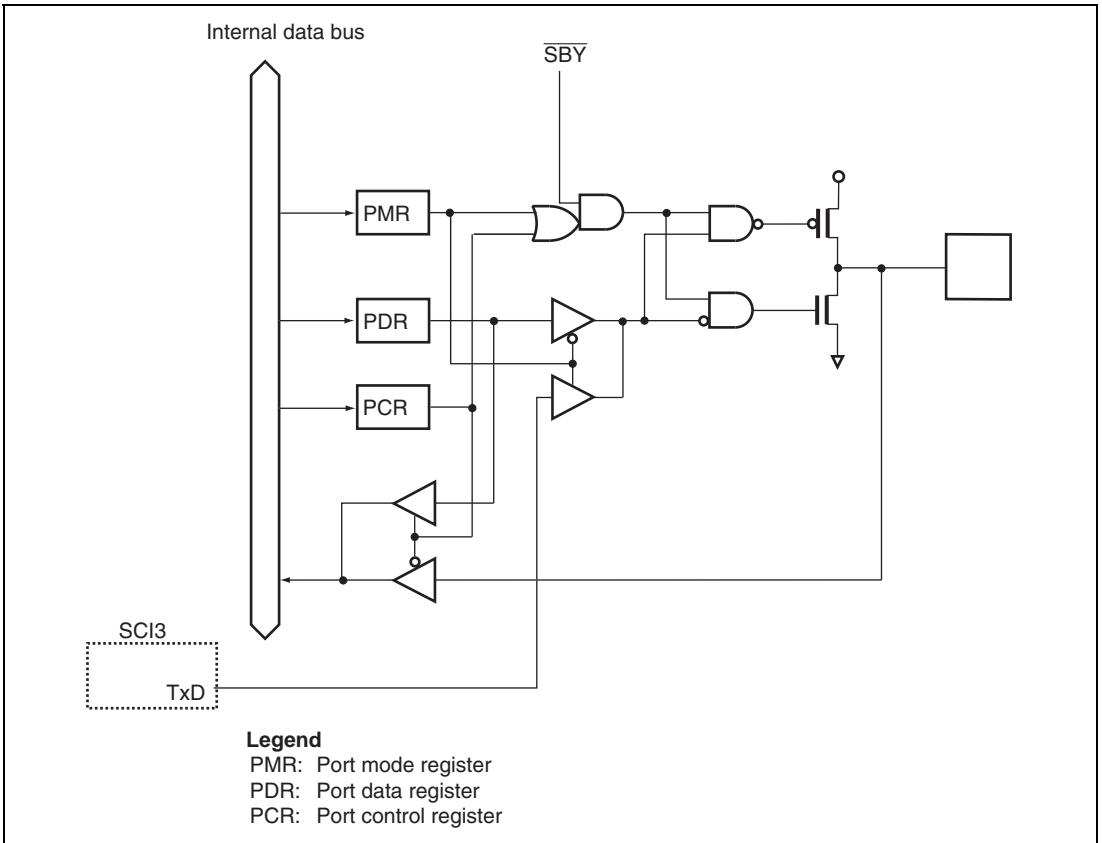 Internal data bus
SBY
PMR
PDR
PCR
SCI3
TxD
Legend
PMR: Port mode register
PDR: Port data register
PCR: Port control register